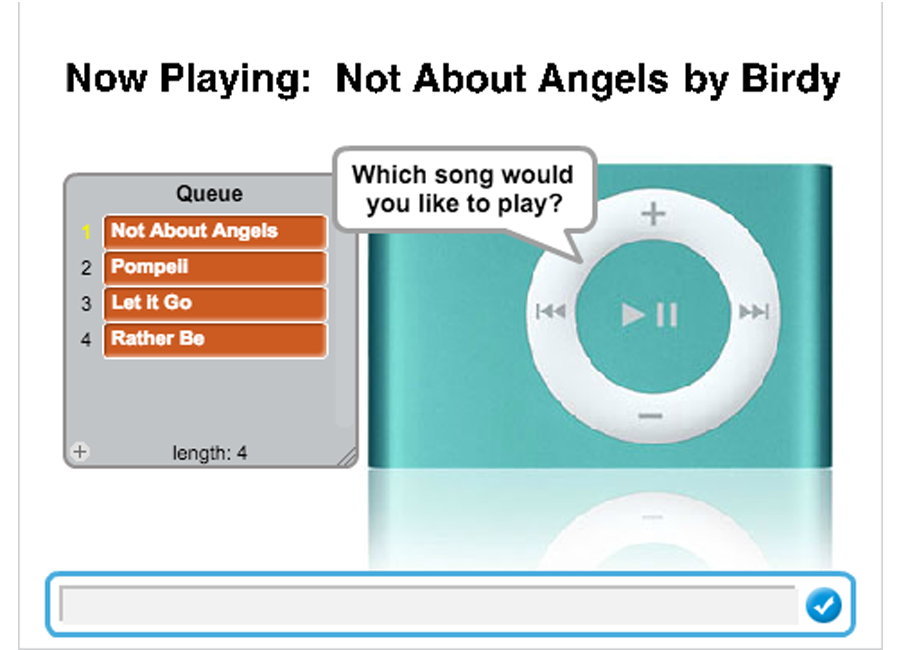 Now Playing:  Not About Angels by Birdy
Which song would
you like to play?
Queue
1 Not About Angels
2 Pompeii
3 Let it Go
4 Rather Be
+ length: 4